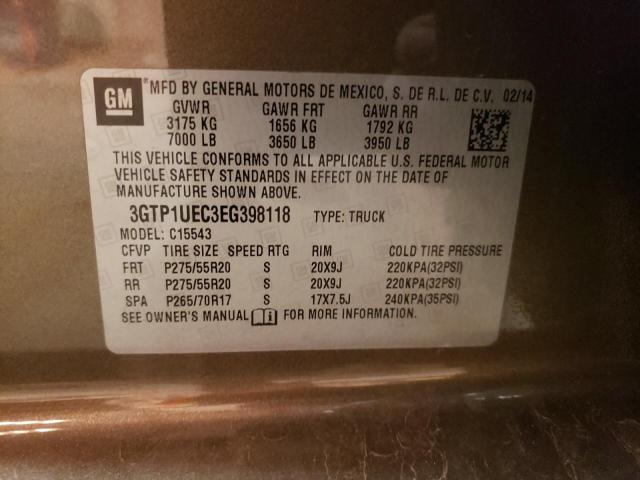 GM *MFD BY GENERAL MOTORS DE MEXICO, S. DE R.L. DE C.V. 02/14
GVWR GAWR FRT GAWR RR
3175 KG 1656 KG 1792 KG
7000 LB 3650 LB 3950 LB
THIS VEHICLE CONFORMS TO ALL APPLICABLE U.S. FEDERAL MOTOR
VEHICLE SAFETY STANDARDS IN EFFECT ON THE DATE OF
MANUFACTURE SHOWN ABOVE.
3GTP1UEC3EG398118 TYPE: TRUCK
MODEL: C15543
CFVP TIRE SIZE SPEED RTG RIM COLD TIRE PRESSURE
FRT P275/55R20 S 20X9J 220KPA(32PSI)
RR P275/55R20 S 20X9J 220KPA(32PSI)
SPA P265/70R17 S 17X7.5J 240KPA(35PSI)
SEE OWNER'S MANUAL FOR MORE INFORMATION.